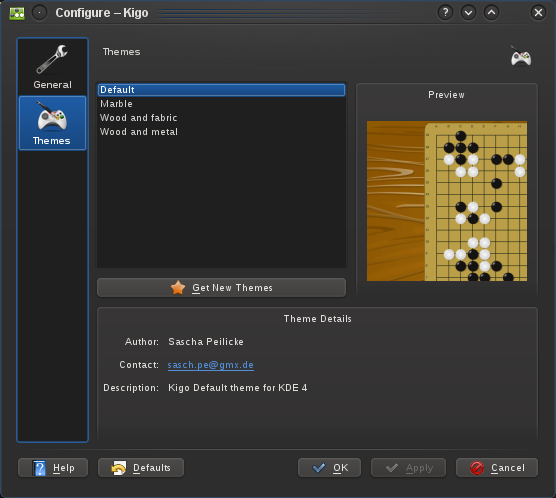 Configure – Kigo
General
Themes
Themes
Default
Marble
Wood and fabric
Wood and metal
Get New Themes
Preview
Theme Details
Author: Sascha Peilicke
Contact: sasch.pe@gmx.de
Description: Kigo Default theme for KDE 4
Help
Defaults
OK
Apply
Cancel